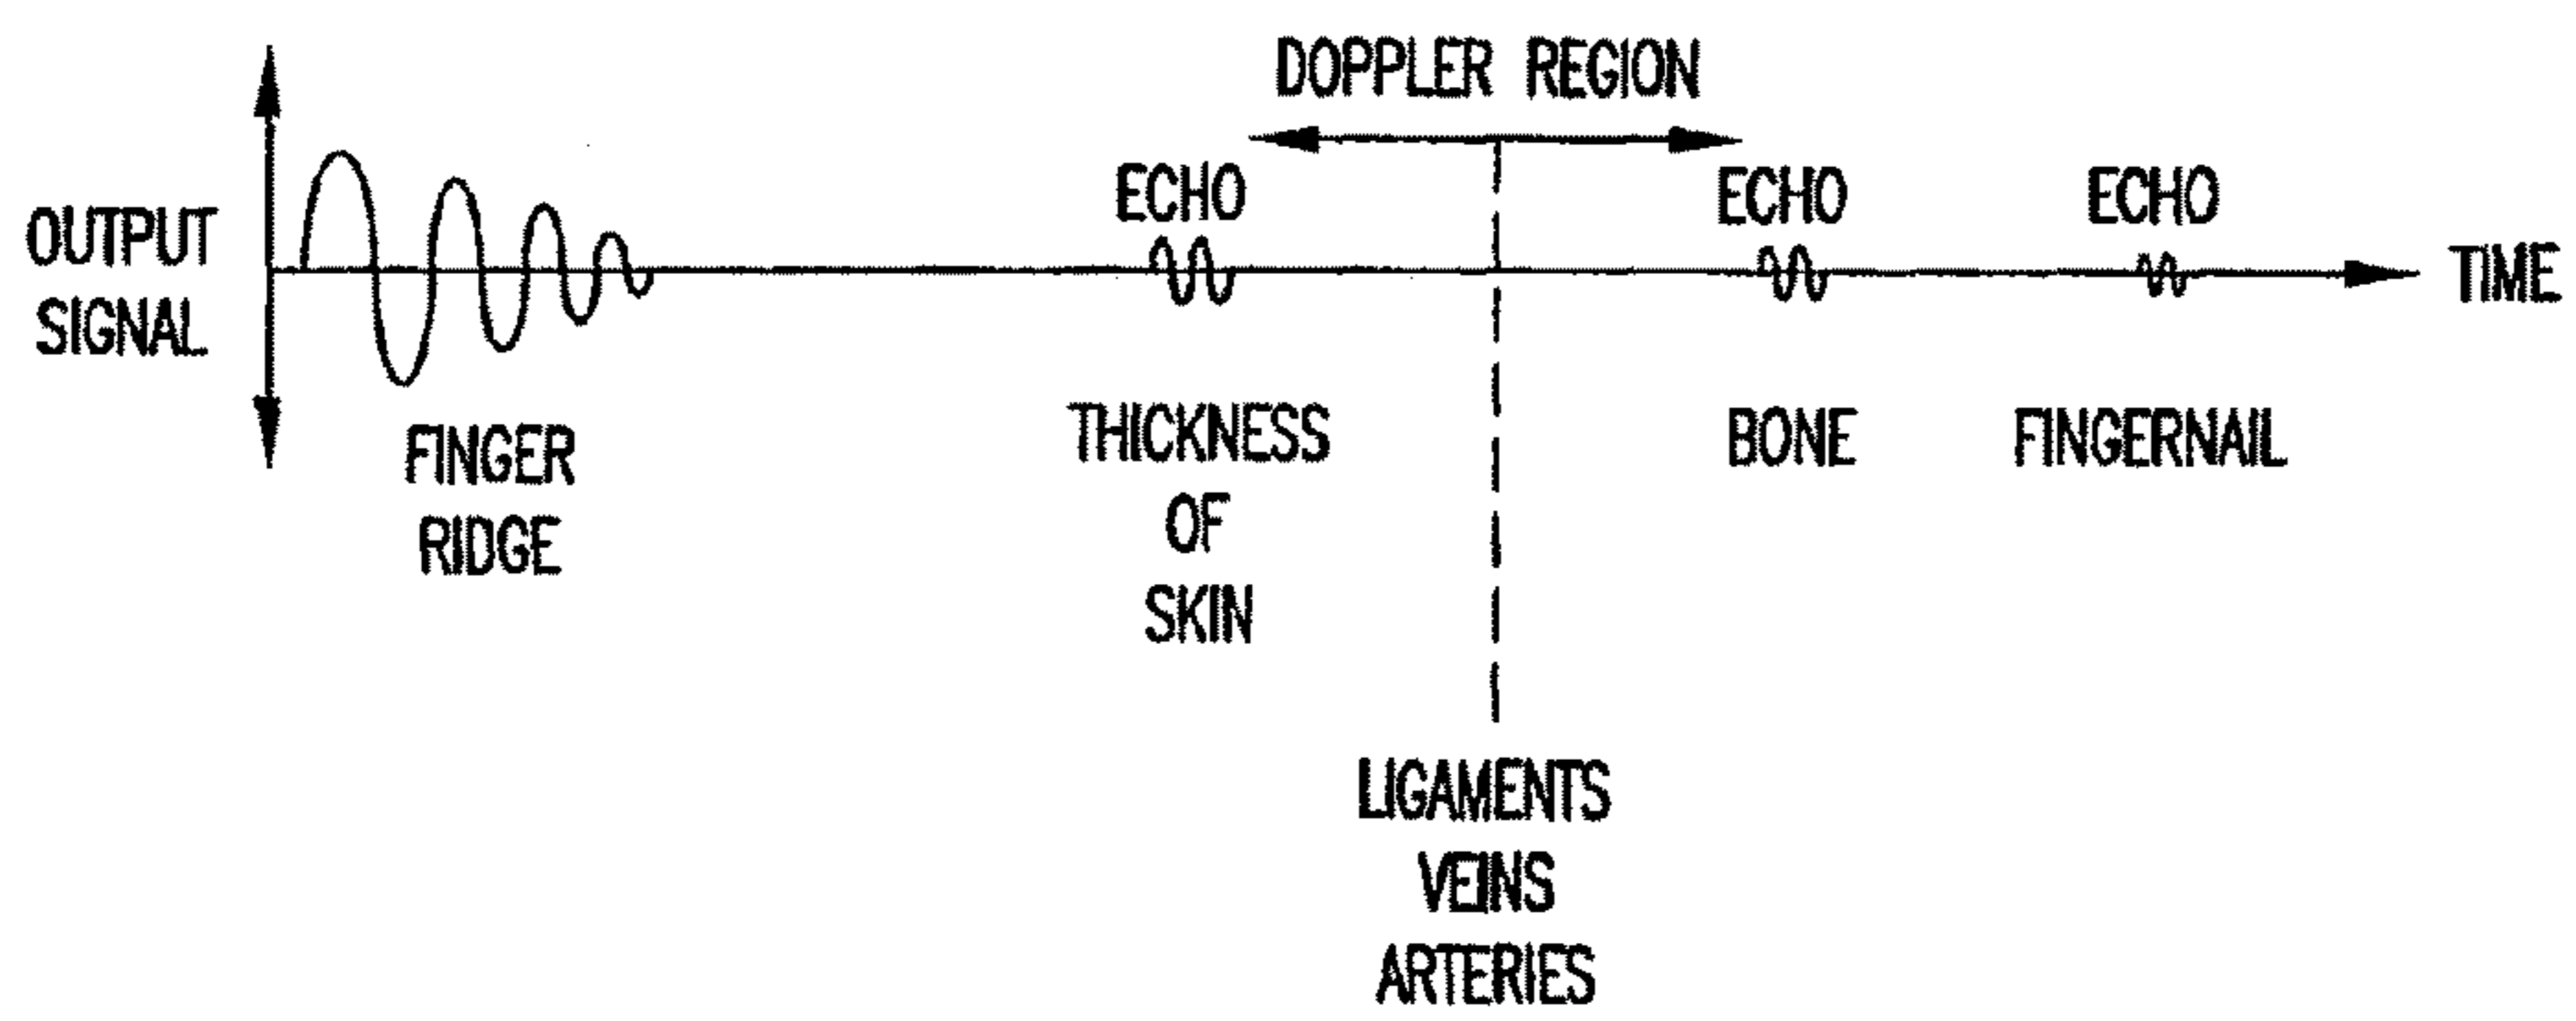 DOPPLER REGION
ECHO
ECHO
ECHO
OUTPUT
SIGNAL
TIME
FINGER
RIDGE
THICKNESS
OF
SKIN
BONE
FINGERNAIL
LIGAMENTS
VEINS
ARTERIES